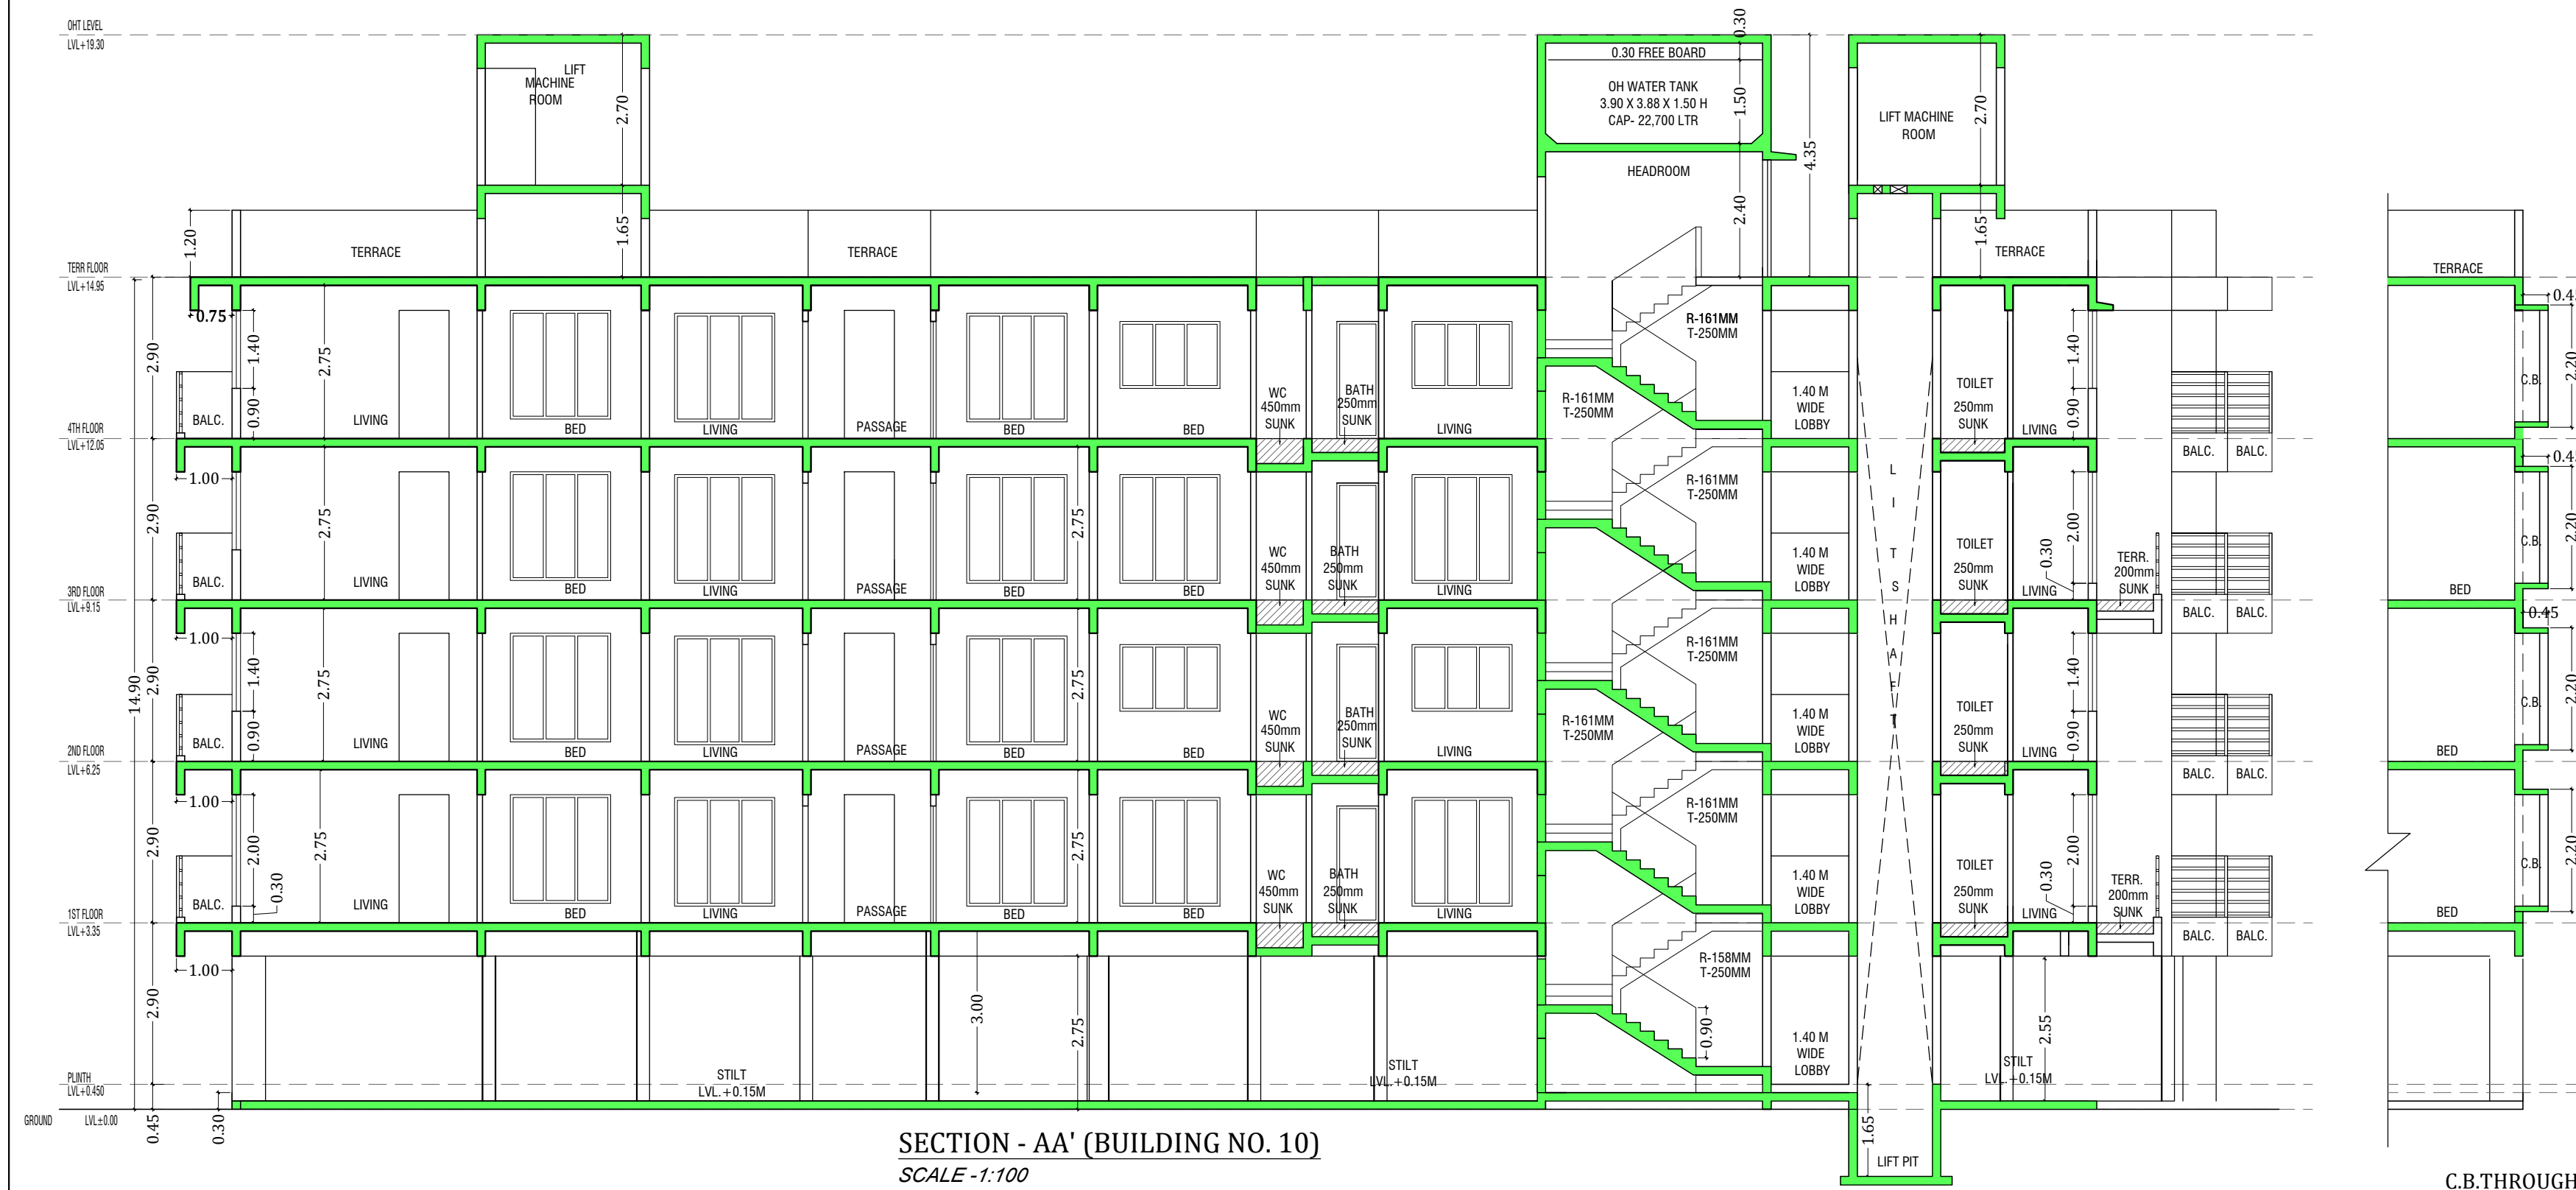 OHT LEVEL
LVL+19.30
0.30
0.30 FREE BOARD
LIFT
MACHINE
ROOM
2.70
OH WATER TANK
3.90 X 3.88 X 1.50 H
CAP- 22,700 LTR
1.50
4.35
LIFT MACHINE
ROOM
2.70
HEADROOM
2.40
1.20
1.65
1.65
TERRACE
TERRACE
TERRACE
TERRACE
TERR FLOOR
LVL+14.95
0.75
2.90
1.40
0.90
2.75
R-161MM
T-250MM
R-161MM
T-250MM
WC
450mm
SUNK
BATH
250mm
SUNK
1.40 M
WIDE
LOBBY
TOILET
250mm
SUNK
1.40
0.90
BALC.
LIVING
BED
LIVING
PASSAGE
BED
BED
LIVING
LIVING
BALC.
BALC.
C.B.
2.20
4TH FLOOR
LVL+12.05
1.00
2.90
2.75
2.75
R-161MM
T-250MM
WC
450mm
SUNK
BATH
250mm
SUNK
1.40 M
WIDE
LOBBY
L
I
T
S
H
A
F
T
TOILET
250mm
SUNK
0.30
2.00
TERR.
200mm
SUNK
BALC.
LIVING
BED
LIVING
PASSAGE
BED
BED
LIVING
LIVING
BALC.
BALC.
C.B.
2.20
BED
3RD FLOOR
LVL+9.15
1.00
0.45
14.90
2.90
1.40
0.90
2.75
2.75
R-161MM
T-250MM
R-161MM
T-250MM
WC
450mm
SUNK
BATH
250mm
SUNK
1.40 M
WIDE
LOBBY
TOILET
250mm
SUNK
1.40
0.90
BALC.
LIVING
BED
LIVING
PASSAGE
BED
BED
LIVING
LIVING
BALC.
BALC.
C.B.
2.20
BED
2ND FLOOR
LVL+6.25
1.00
2.90
2.00
0.30
2.75
2.75
R-161MM
T-250MM
WC
450mm
SUNK
BATH
250mm
SUNK
1.40 M
WIDE
LOBBY
TOILET
250mm
SUNK
0.30
2.00
TERR.
200mm
SUNK
BALC.
LIVING
BED
LIVING
PASSAGE
BED
BED
LIVING
LIVING
BALC.
BALC.
C.B.
2.20
BED
1ST FLOOR
LVL+3.35
1.00
2.90
3.00
2.75
R-158MM
T-250MM
0.90
1.40 M
WIDE
LOBBY
2.55
STILT
LVL.+0.15M
STILT
LVL.+0.15M
STILT
LVL.+0.15M
PLINTH
LVL+0.450
GROUND
LVL±0.00
0.45
0.30
1.65
LIFT PIT
SECTION - AA' (BUILDING NO. 10)
SCALE -1:100
C.B.THROUGH